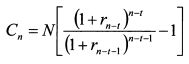 C_n = N[ (1 + r_{n-t})^{n-t} / (1 + r_{n-t-1})^{n-t-1} - 1 ]